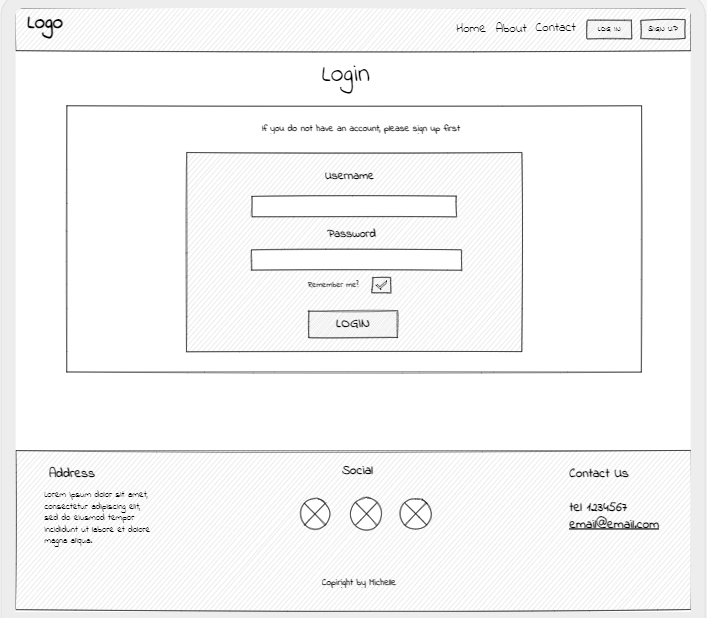 Logo
Home About Contact LOG IN SIGN UP
Login
If you do not have an account, please sign up first
Username
Password
Remember me?
LOGIN
Address
Lorem ipsum dolor sit amet,
consectetur adipiscing elit,
sed do eiusmod tempor
incididunt ut labore et dolore
magna aliqua.
Social
Contact Us
tel 1234567
email@email.com
Copiright by Michelle